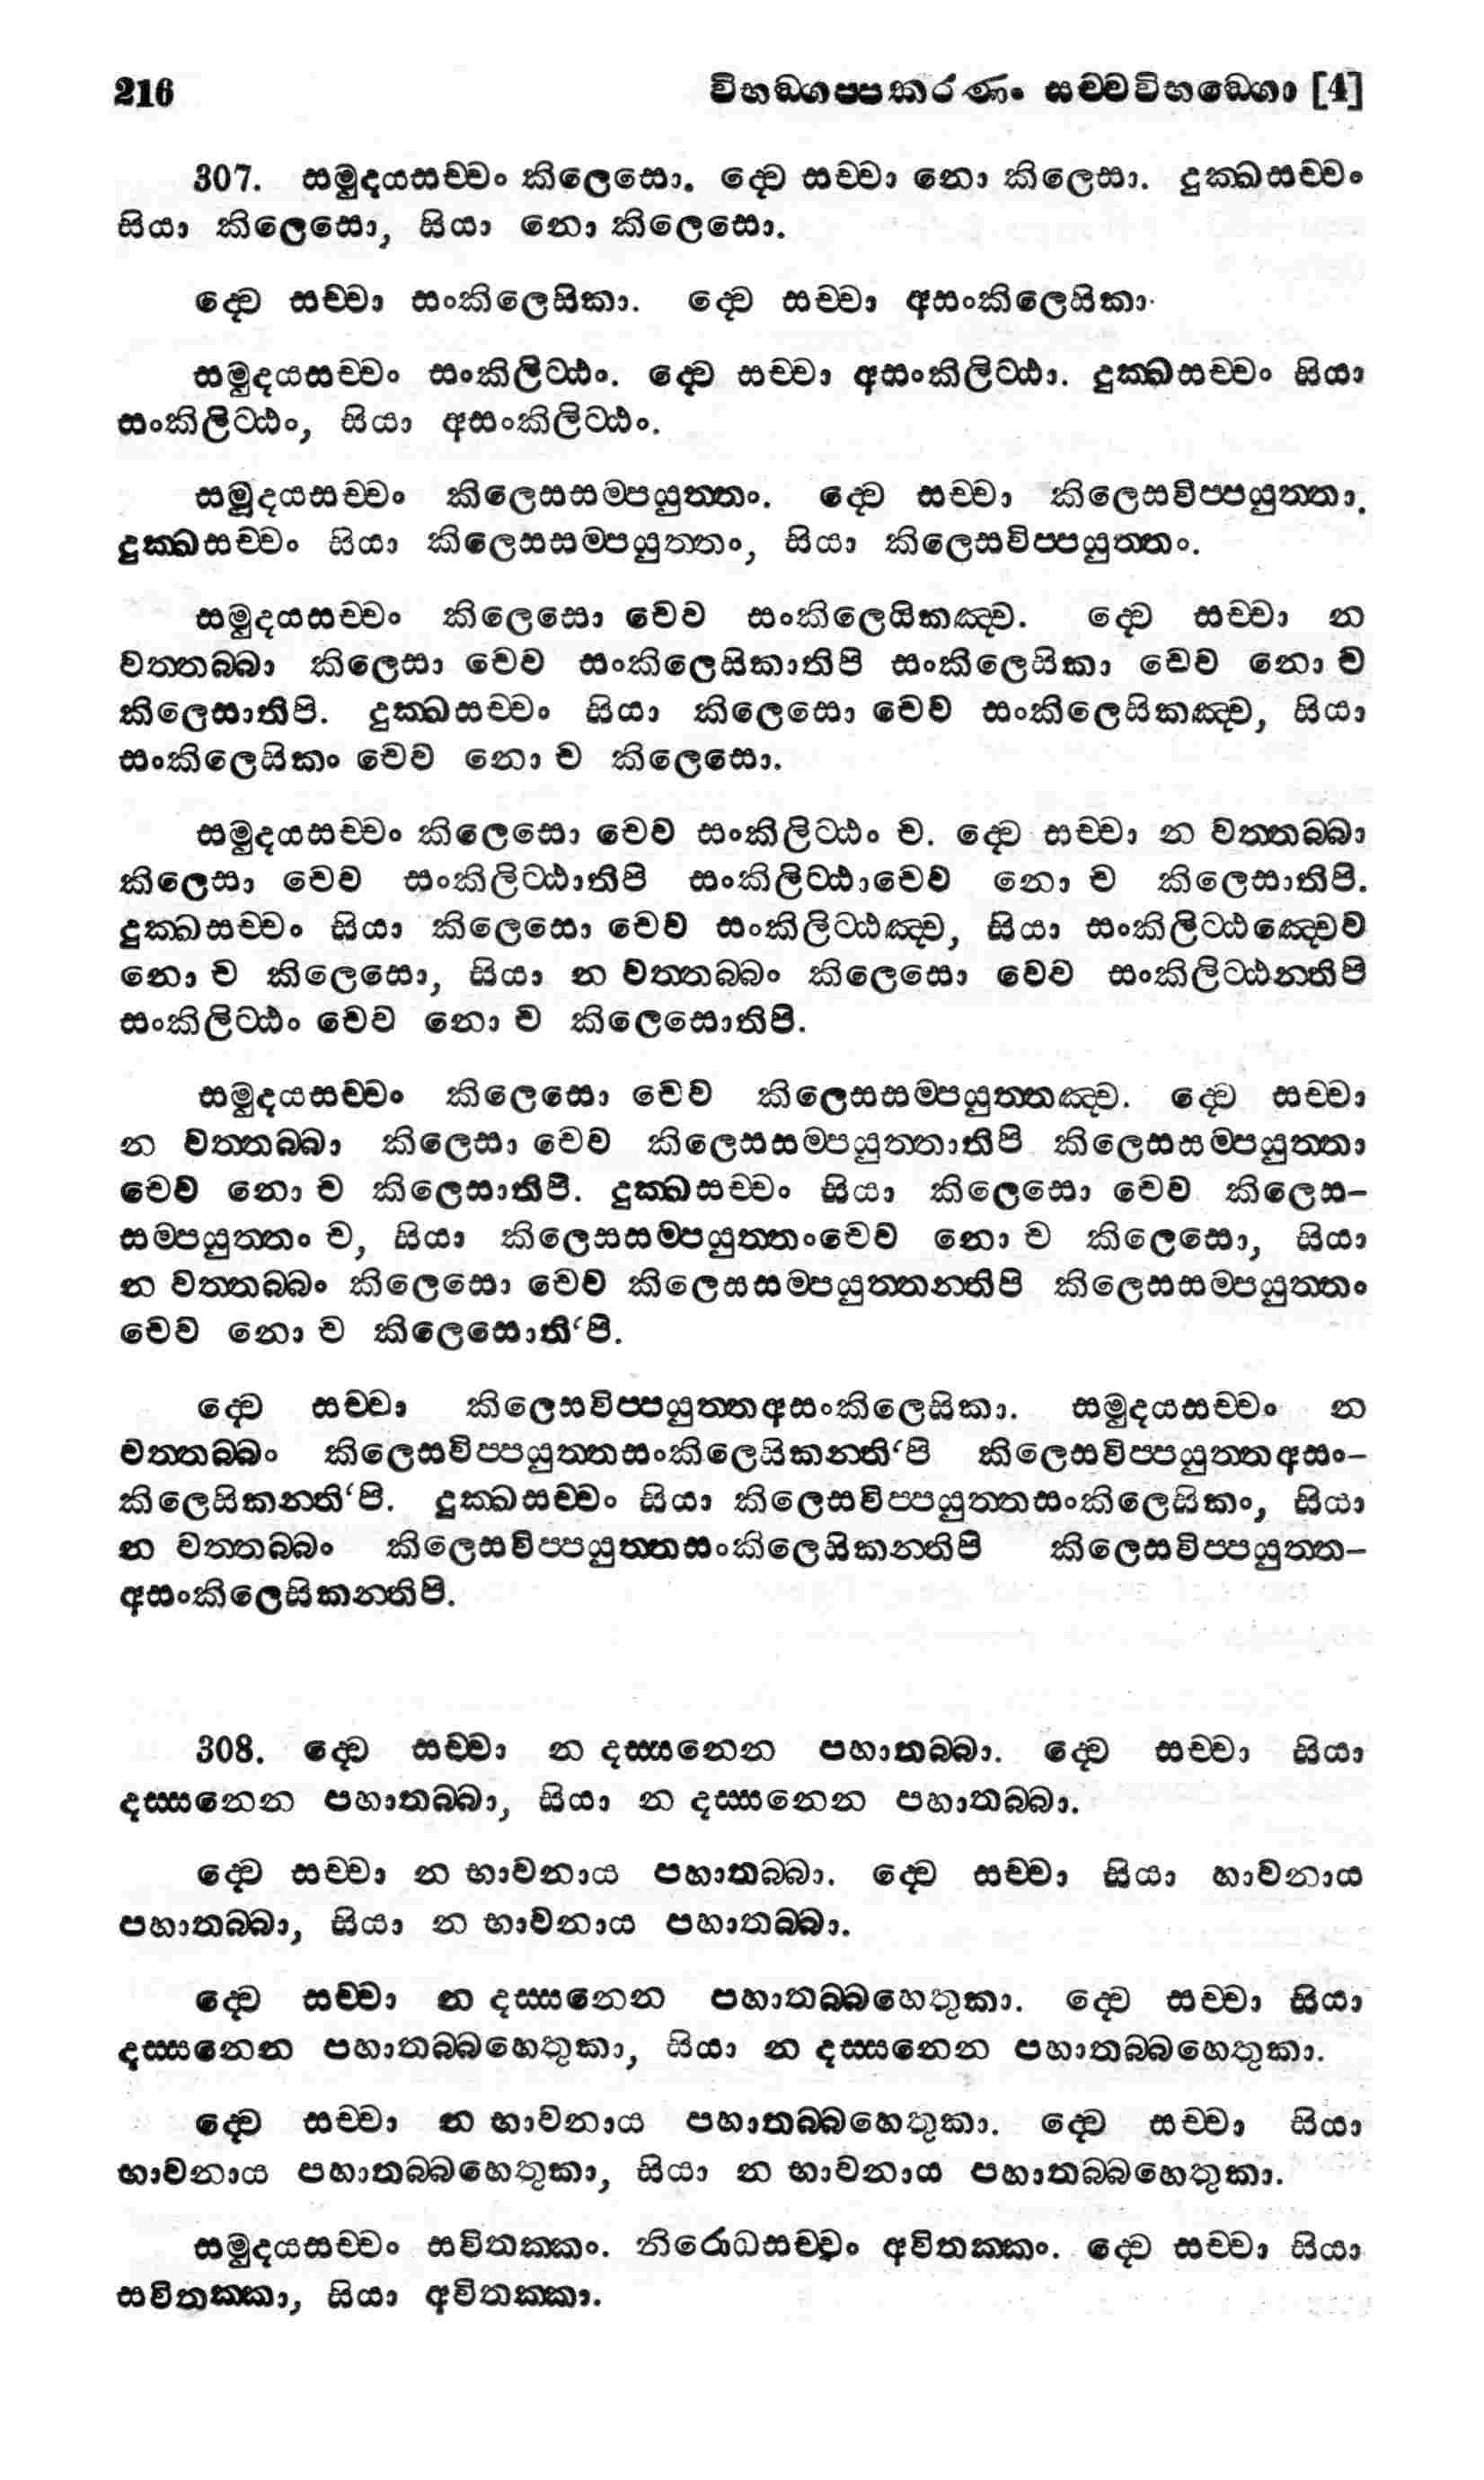 216 විභඞ්ගප්පකරණං සච්චවිභඞ්ගො [4]
307. සමුදයසච්චං කිලෙසො. ද්වෙ සච්චා නො කිලෙසා. දුක්ඛසච්චං
සියා කිලෙසො, සියා නො කිලෙසො.
ද්වෙ සච්චා සංකිලෙසිකා. ද්වෙ සච්චා අසංකිලෙසිකා.
සමුදයසච්චං සංකිලිට්ඨං. ද්වෙ සච්චා අසංකිලිට්ඨා. දුක්ඛසච්චං සියා
සංකිලිට්ඨං, සියා අසංකිලිට්ඨං.
සමුදයසච්චං කිලෙසසම්පයුත්තං. ද්වෙ සච්චා කිලෙසවිප්පයුත්තා.
දුක්ඛසච්චං සියා කිලෙසසම්පයුත්තං, සියා කිලෙසවිප්පයුත්තං.
සමුදයසච්චං කිලෙසො චෙව සංකිලෙසිකඤ්ච. ද්වෙ සච්චා න
වත්තබ්බා කිලෙසා චෙව සංකිලෙසිකාතිපි සංකිලෙසිකා චෙව නො ච
කිලෙසාතිපි. දුක්ඛසච්චං සියා කිලෙසො චෙව සංකිලෙසිකඤ්ච, සියා
සංකිලෙසිකං චෙව නො ච කිලෙසො.
සමුදයසච්චං කිලෙසො චෙව සංකිලිට්ඨං ච. ද්වෙ සච්චා න වත්තබ්බා
කිලෙසා චෙව සංකිලිට්ඨාතිපි සංකිලිට්ඨාචෙව නො ච කිලෙසාතිපි.
දුක්ඛසච්චං සියා කිලෙසො චෙව සංකිලිට්ඨඤ්ච, සියා සංකිලිට්ඨඤ්චෙව
නො ච කිලෙසො, සියා න වත්තබ්බං කිලෙසො චෙව සංකිලිට්ඨන්තිපි
සංකිලිට්ඨං චෙව නො ච කිලෙසොතිපි.
සමුදයසච්චං කිලෙසො චෙව කිලෙසසම්පයුත්තඤ්ච. ද්වෙ සච්චා
න වත්තබ්බා කිලෙසා චෙව කිලෙසසම්පයුත්තාතිපි කිලෙසසම්පයුත්තා
චෙව නො ච කිලෙසාතිපි. දුක්ඛසච්චං සියා කිලෙසො චෙව කිලෙස-
සම්පයුත්තං ච, සියා කිලෙසසම්පයුත්තංචෙව නො ච කිලෙසො, සියා
න වත්තබ්බං කිලෙසො චෙව කිලෙසසම්පයුත්තන්තිපි කිලෙසසම්පයුත්තං
චෙව නො ච කිලෙසොති‘පි.
ද්වෙ සච්චා කිලෙසවිප්පයුත්තඅසංකිලෙසිකා. සමුදයසච්චං න
වත්තබ්බං කිලෙසවිප්පයුත්තසංකිලෙසිකන්ති‘පි කිලෙසවිප්පයුත්තඅසං-
කිලෙසිකන්ති‘පි. දුක්ඛසච්චං සියා කිලෙසවිප්පයුත්තසංකිලෙසිකං, සියා
න වත්තබ්බං කිලෙසවිප්පයුත්තසංකිලෙසිකන්තිපි කිලෙසවිප්පයුත්ත-
අසංකිලෙසිකන්තිපි.
308. ද්වෙ සච්චා න දස්සනෙන පහාතබ්බා. ද්වෙ සච්චා සියා
දස්සනෙන පහාතබ්බා, සියා න දස්සනෙන පහාතබ්බා.
ද්වෙ සච්චා න භාවනාය පහාතබ්බා. ද්වෙ සච්චා සියා භාවනාය
පහාතබ්බා, සියා න භාවනාය පහාතබ්බා.
ද්වෙ සච්චා න දස්සනෙන පහාතබ්බහෙතුකා. ද්වෙ සච්චා සියා
දස්සනෙන පහාතබ්බහෙතුකා, සියා න දස්සනෙන පහාතබ්බහෙතුකා.
ද්වෙ සච්චා න භාවනාය පහාතබ්බහෙතුකා. ද්වෙ සච්චා සියා
භාවනාය පහාතබ්බහෙතුකා, සියා න භාවනාය පහාතබ්බහෙතුකා.
සමුදයසච්චං සවිතක්කං. නිරොධසච්චං අවිතක්කං. ද්වෙ සච්චා සියා
සවිතක්කා, සියා අවිතක්කා.